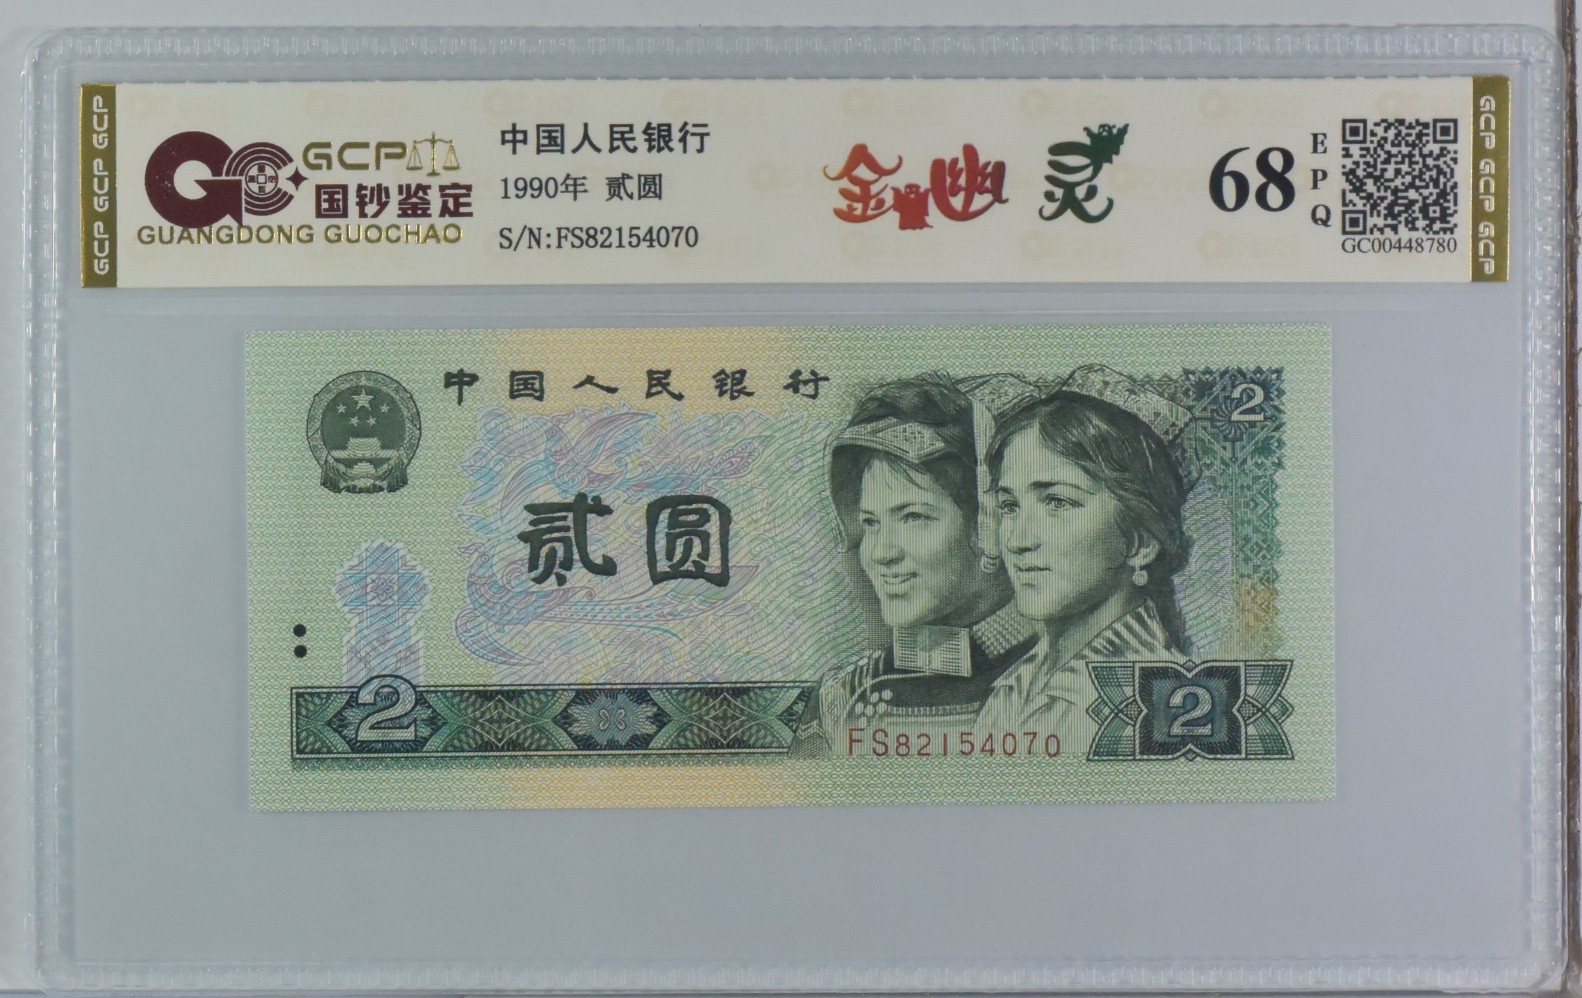 GCP GCP GCP
GCP
国钞鉴定
GUANGDONG GUOCHAO
中国人民银行
1990年 贰圆
S/N:FS82154070
金幽灵
68
EPQ
GC00448780
GCP GCP GCP
中国人民银行
2
贰圆
2
FS82154070
2